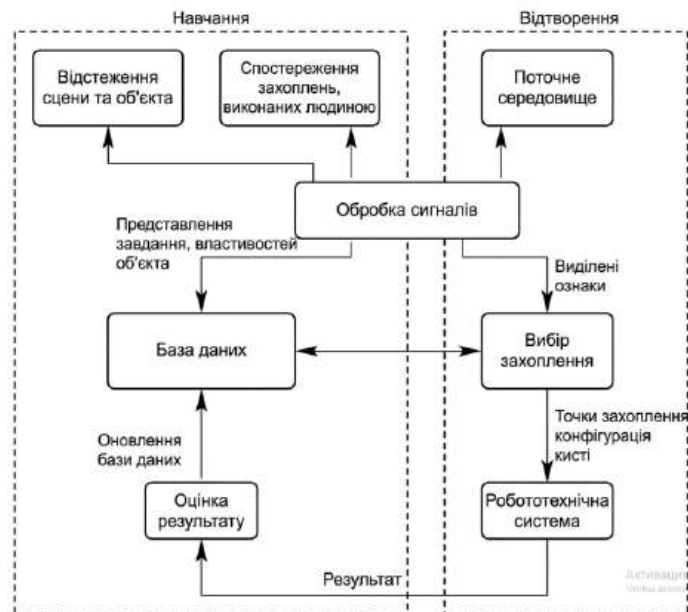 Навчання
Відтворення
Відстеження
сцени та об'єкта
Спостереження
захоплень,
виконаних людиною
Поточне
середовище
Обробка сигналів
Представлення
завдання, властивостей
об'єкта
Виділені
ознаки
База даних
Вибір
захоплення
Оновлення
бази даних
Точки захоплення
конфігурація
кисті
Оцінка
результату
Робототехнічна
система
Результат
Активация